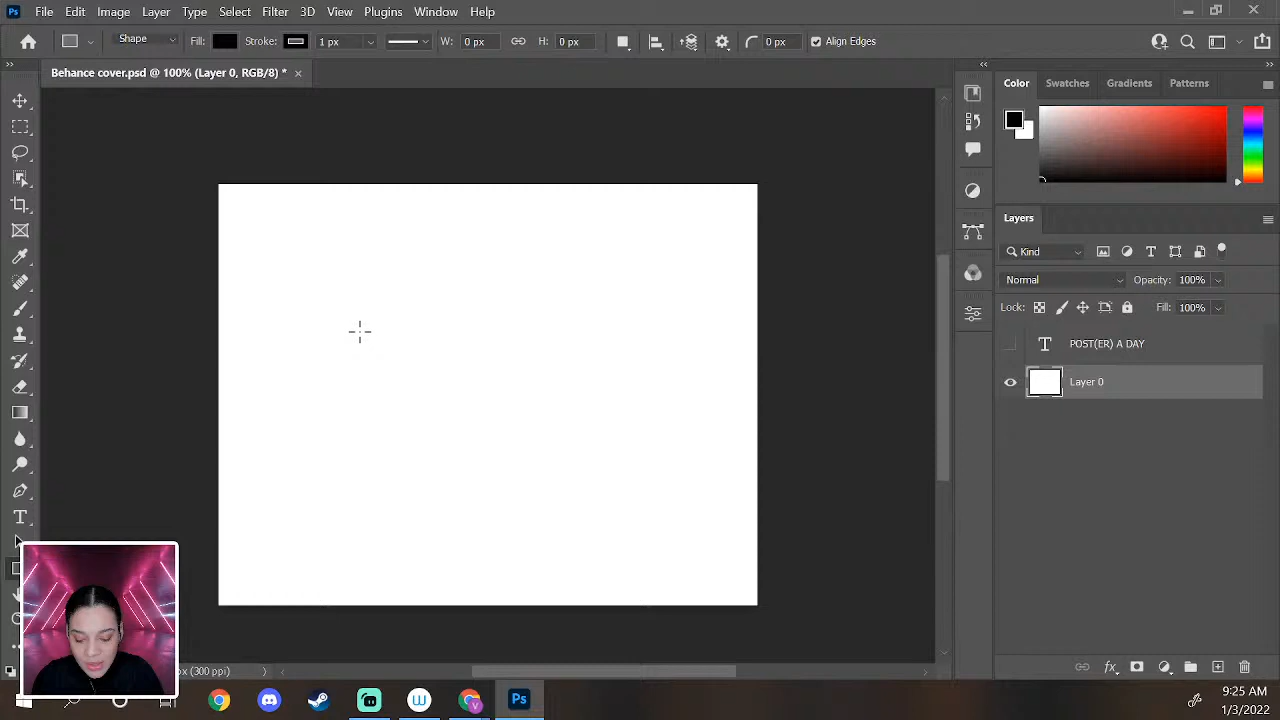 Ps File Edit Image Layer Type Select Filter 3D View Plugins Window Help
Shape Fill: Stroke: 1 px W: 0 px H: 0 px 0 px Align Edges
Behance cover.psd @ 100% (Layer 0, RGB/8) * ×
Color Swatches Gradients Patterns
Layers
Kind
Normal Opacity: 100%
Lock: Fill: 100%
T POST(ER) A DAY
Layer 0
px (300 ppi)
Ps
9:25 AM
1/3/2022